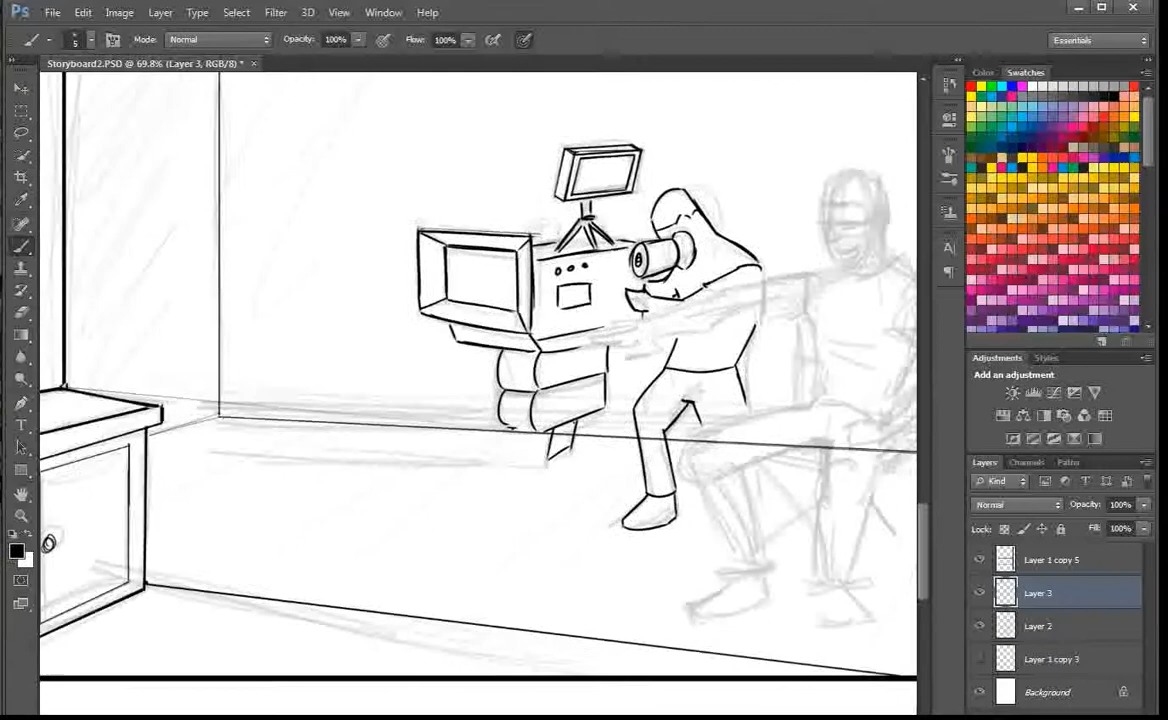 Ps File Edit Image Layer Type Select Filter 3D View Window Help
5 Mode: Normal Opacity: 100% Flow: 100% Essentials
Storyboard2.PSD @ 69.8% (Layer 3, RGB/8) * ×
Color Swatches
Adjustments Styles
Add an adjustment
Layers Channels Paths
Kind
Normal Opacity: 100%
Lock: Fill: 100%
Layer 1 copy 5
Layer 3
Layer 2
Layer 1 copy 3
Background